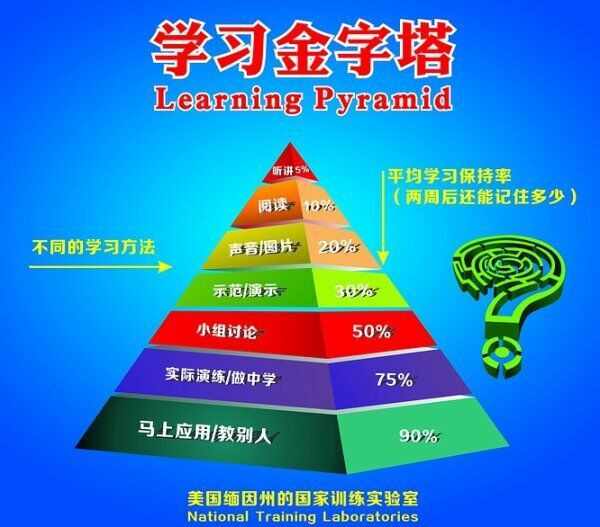 学习金字塔
Learning Pyramid
听讲 5%
平均学习保持率
（两周后还能记住多少）
阅读 10%
声音/图片 20%
不同的学习方法
示范/演示 30%
小组讨论 50%
实际演练/做中学 75%
马上应用/教别人 90%
美国缅因州的国家训练实验室
National Training Laboratories